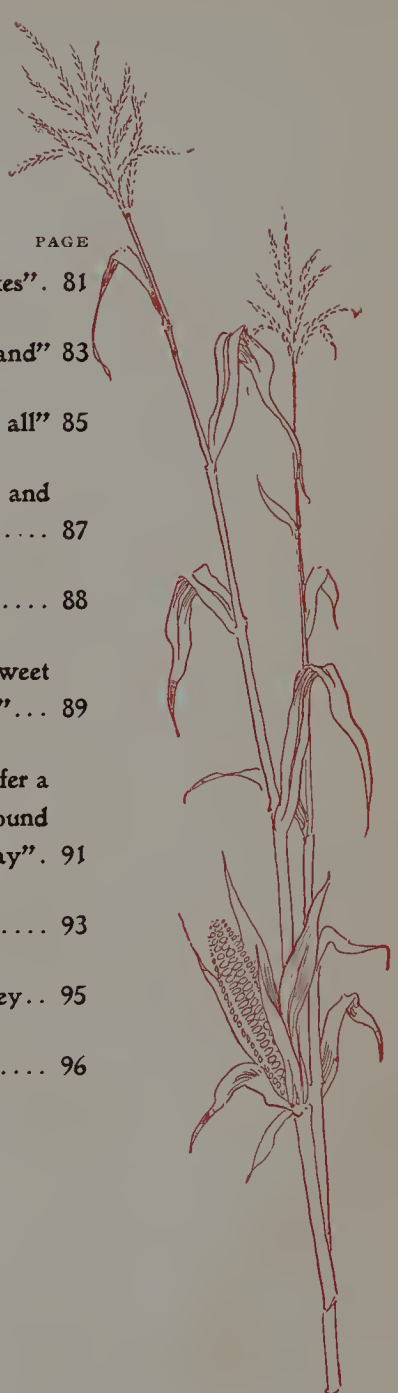 PAGE
es". 81
and" 83
all" 85
and
.... 87
.... 88
weet
"... 89
fer a
ound
ay". 91
.... 93
ey.. 95
.... 96